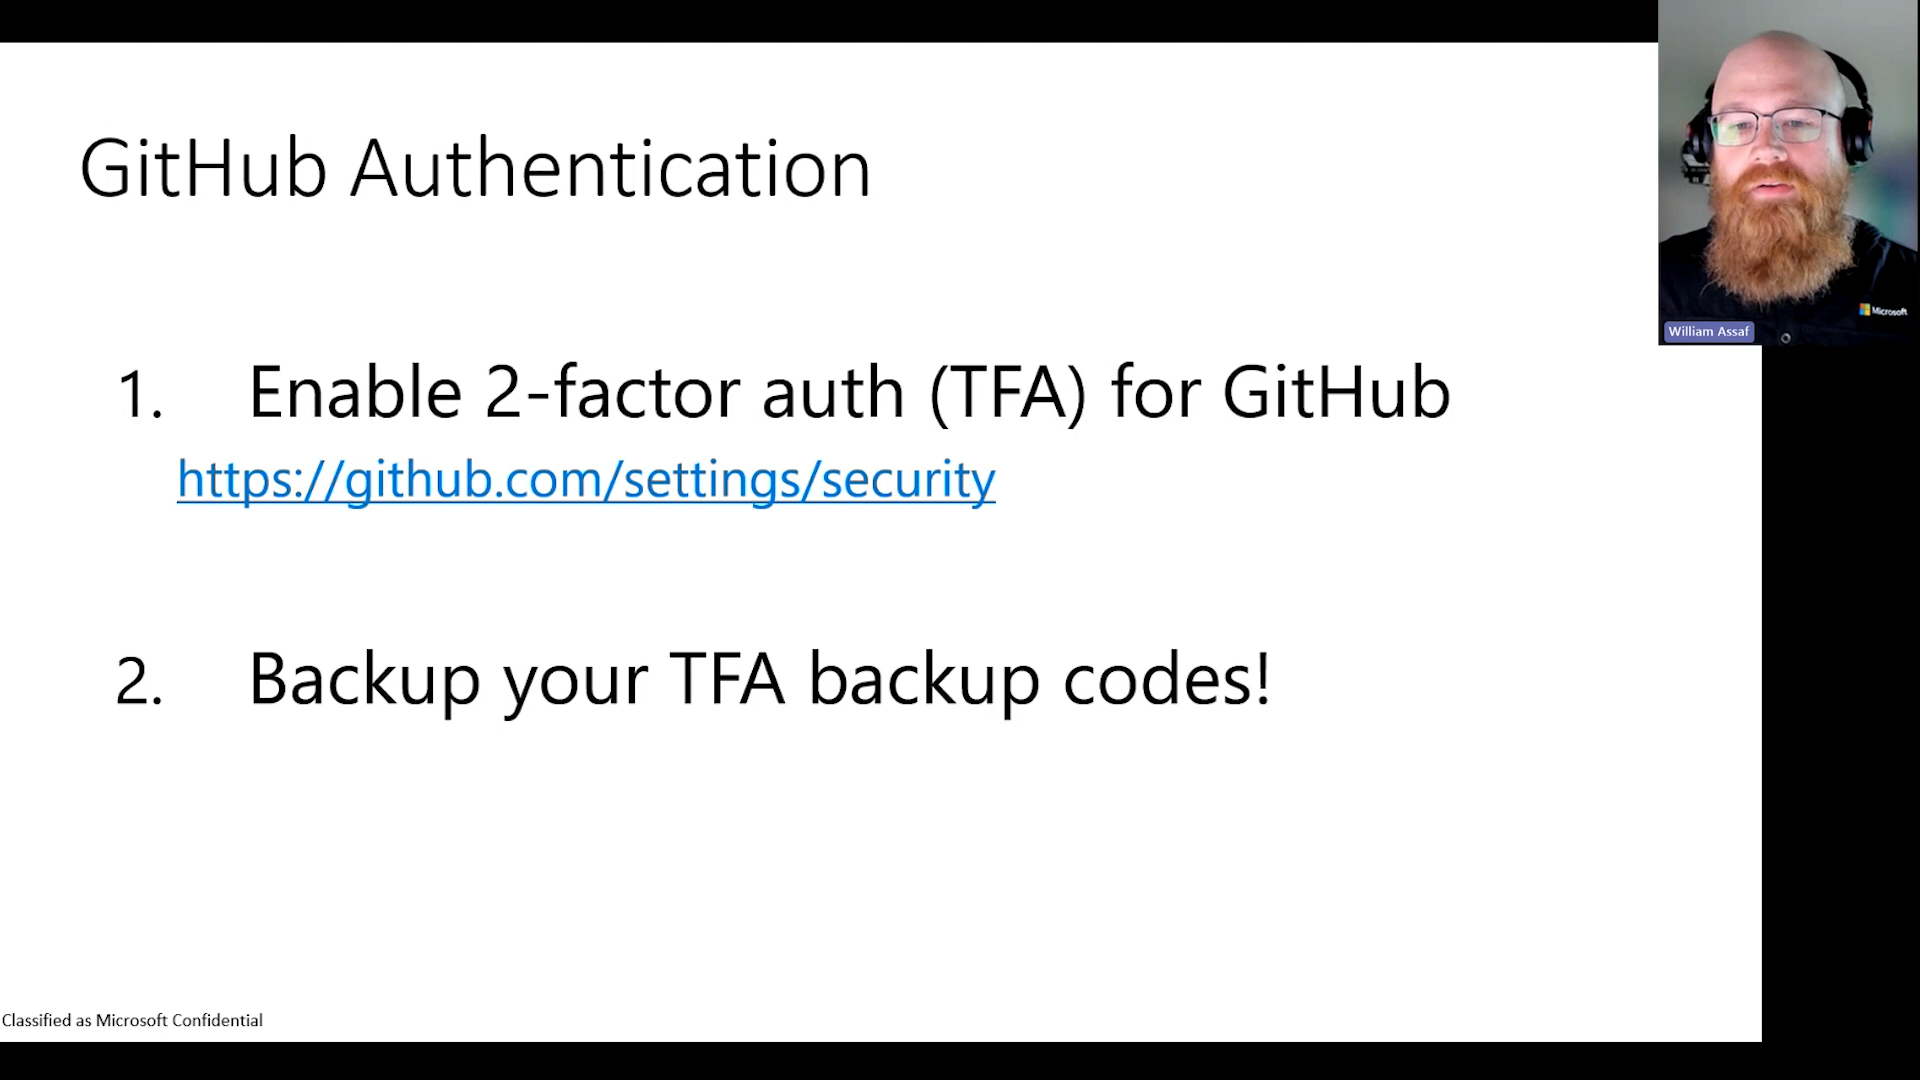 GitHub Authentication
1. Enable 2-factor auth (TFA) for GitHub
https://github.com/settings/security
2. Backup your TFA backup codes!
Classified as Microsoft Confidential
Microsoft
William Assaf